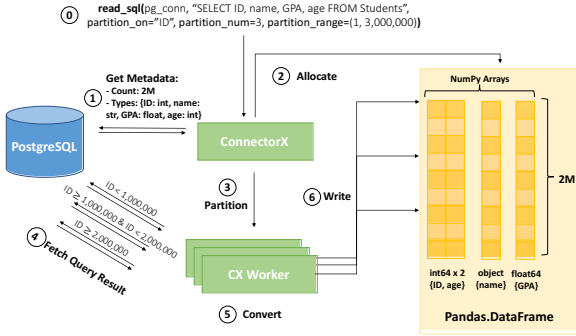 0
read_sql(pg_conn, “SELECT ID, name, GPA, age FROM Students”,
partition_on=”ID”, partition_num=3, partition_range=(1, 3,000,000))
2 Allocate
Get Metadata:
- Count: 2M
1
- Types: {ID: int, name:
str, GPA: float, age: int}
PostgreSQL
ConnectorX
NumPy Arrays
3
Partition
6 Write
2M
ID < 1,000,000
ID ≥ 1,000,000 & ID < 2,000,000
ID ≥ 2,000,000
4
Fetch Query Result
CX Worker
5 Convert
int64 x 2
{ID, age}
object
{name}
float64
{GPA}
Pandas.DataFrame